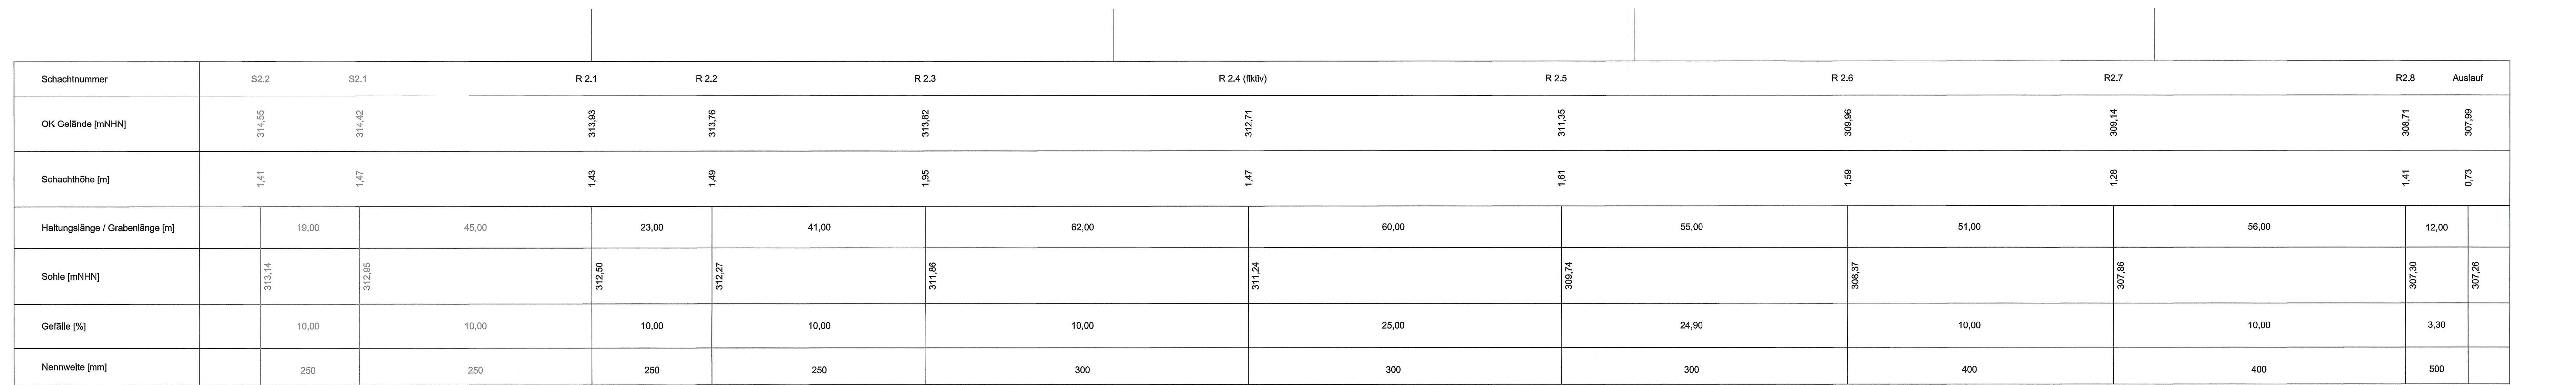 Schachtnummer S2.2 S2.1 R 2.1 R 2.2 R 2.3 R 2.4 (fiktiv) R 2.5 R 2.6 R2.7 R2.8 Auslauf
OK Gelände [mNHN] 314,55 314,42 313,93 313,76 313,82 312,71 311,35 309,96 309,14 308,71 307,99
Schachthöhe [m] 1,41 1,47 1,43 1,49 1,95 1,47 1,61 1,59 1,28 1,41 0,73
Haltungslänge / Grabenlänge [m] 19,00 45,00 23,00 41,00 62,00 60,00 55,00 51,00 56,00 12,00
Sohle [mNHN] 313,14 312,95 312,50 312,27 311,86 311,24 309,74 308,37 307,86 307,30 307,26
Gefälle [%] 10,00 10,00 10,00 10,00 10,00 25,00 24,90 10,00 10,00 3,30
Nennweite [mm] 250 250 250 250 300 300 300 400 400 500